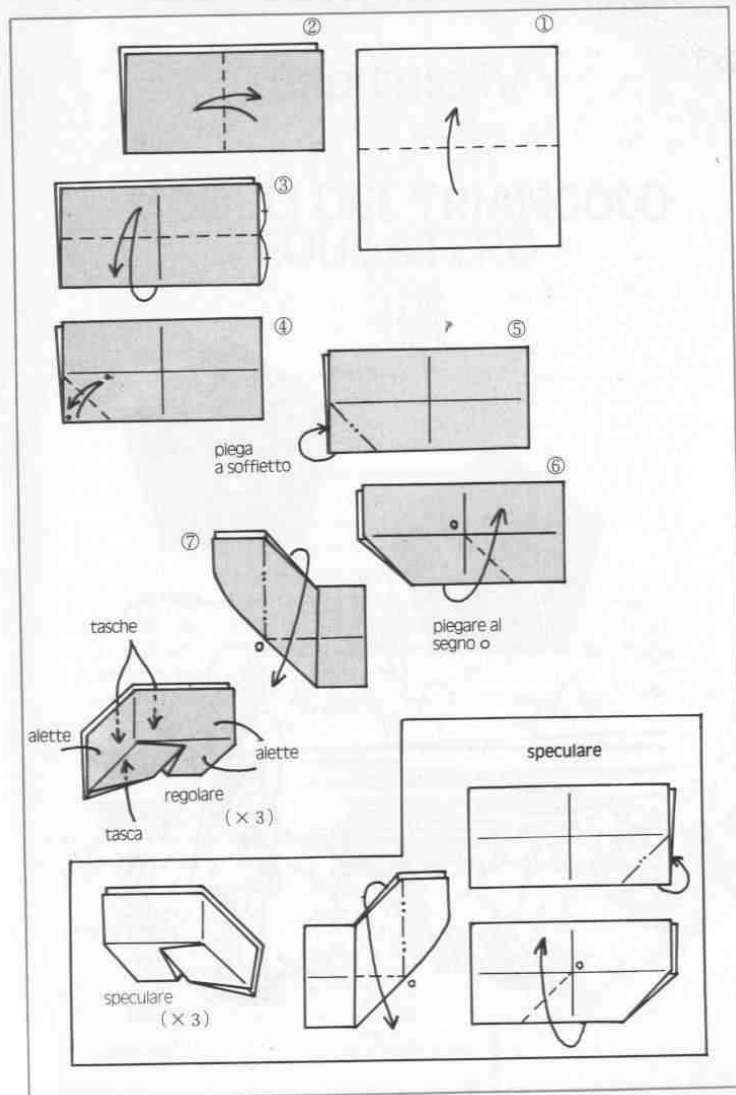 ①
②
③
④
⑤
piega
a soffietto
⑥
piegare al
segno o
⑦
tasche
alette
alette
tasca
regolare
(×3)
speculare
speculare
(×3)